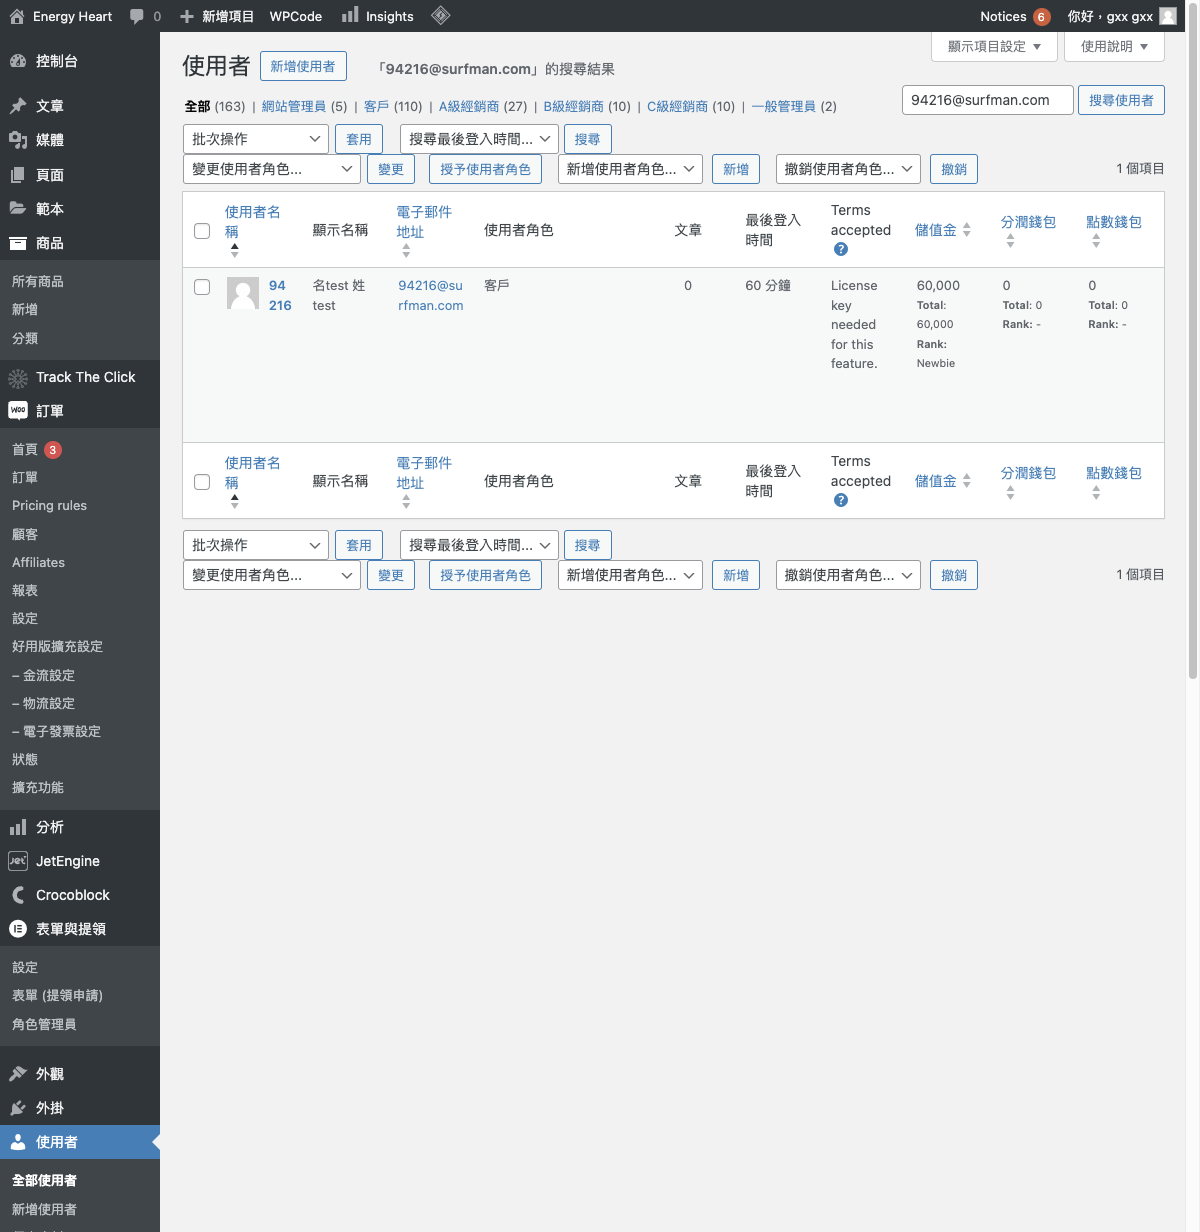 Energy Heart
0
新增項目
WPCode
Insights
Notices 6
你好，gxx gxx
控制台
文章
媒體
頁面
範本
商品
所有商品
新增
分類
Track The Click
訂單
首頁 3
訂單
Pricing rules
顧客
Affiliates
報表
設定
好用版擴充設定
– 金流設定
– 物流設定
– 電子發票設定
狀態
擴充功能
分析
JetEngine
Crocoblock
表單與提領
設定
表單 (提領申請)
角色管理員
外觀
外掛
使用者
全部使用者
新增使用者
顯示項目設定
使用說明
使用者
新增使用者
「94216@surfman.com」的搜尋結果
全部 (163) | 網站管理員 (5) | 客戶 (110) | A級經銷商 (27) | B級經銷商 (10) | C級經銷商 (10) | 一般管理員 (2)
94216@surfman.com
搜尋使用者
批次操作
套用
搜尋最後登入時間...
搜尋
變更使用者角色...
變更
授予使用者角色
新增使用者角色...
新增
撤銷使用者角色...
撤銷
1 個項目
使用者名
稱
顯示名稱
電子郵件
地址
使用者角色
文章
最後登入
時間
Terms
accepted
?
儲值金
分潤錢包
點數錢包
94
216
名test 姓
test
94216@su
rfman.com
客戶
0
60 分鐘
License
key
needed
for this
feature.
60,000
Total:
60,000
Rank:
Newbie
0
Total: 0
Rank: -
0
Total: 0
Rank: -
使用者名
稱
顯示名稱
電子郵件
地址
使用者角色
文章
最後登入
時間
Terms
accepted
?
儲值金
分潤錢包
點數錢包
批次操作
套用
搜尋最後登入時間...
搜尋
變更使用者角色...
變更
授予使用者角色
新增使用者角色...
新增
撤銷使用者角色...
撤銷
1 個項目